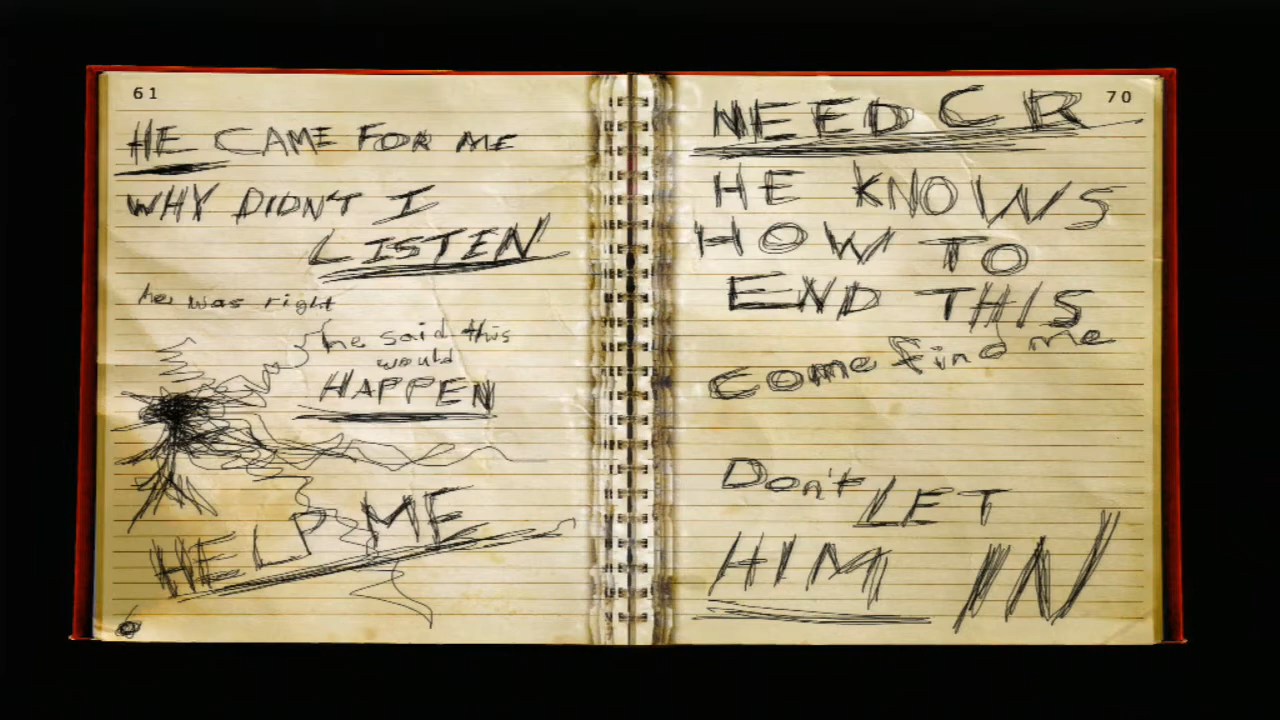 61
HE CAME FOR ME
WHY DIDN'T I
LISTEN
he was right
he said this
would
HAPPEN
HELP ME
70
NEED CR
HE KNOWS
HOW TO
END THIS
come find me
Don't LET
HIM IN